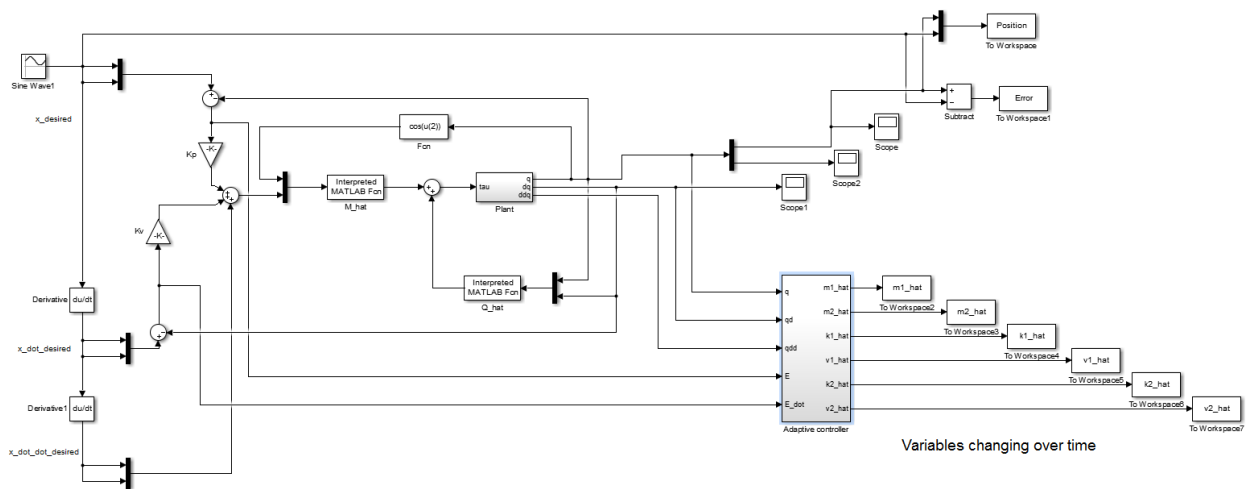 Position
To Workspace
Sine Wave1
x_desired
+
−
Subtract
Error
To Workspace1
+
−
cos(u(2))
Fcn
Scope
-K-
Kp
Scope2
Interpreted
MATLAB Fcn
M_hat
+
+
tau
q
dq
ddq
Plant
Scope1
+
+
+
-K-
Kv
Interpreted
MATLAB Fcn
Q_hat
Derivative
du/dt
+
−
x_dot_desired
Derivative1
du/dt
x_dot_dot_desired
q
qd
qdd
E
E_dot
m1_hat
m2_hat
k1_hat
v1_hat
k2_hat
v2_hat
Adaptive controller
m1_hat
To Workspace2
m2_hat
To Workspace3
k1_hat
To Workspace4
v1_hat
To Workspace5
k2_hat
To Workspace6
v2_hat
To Workspace7
Variables changing over time